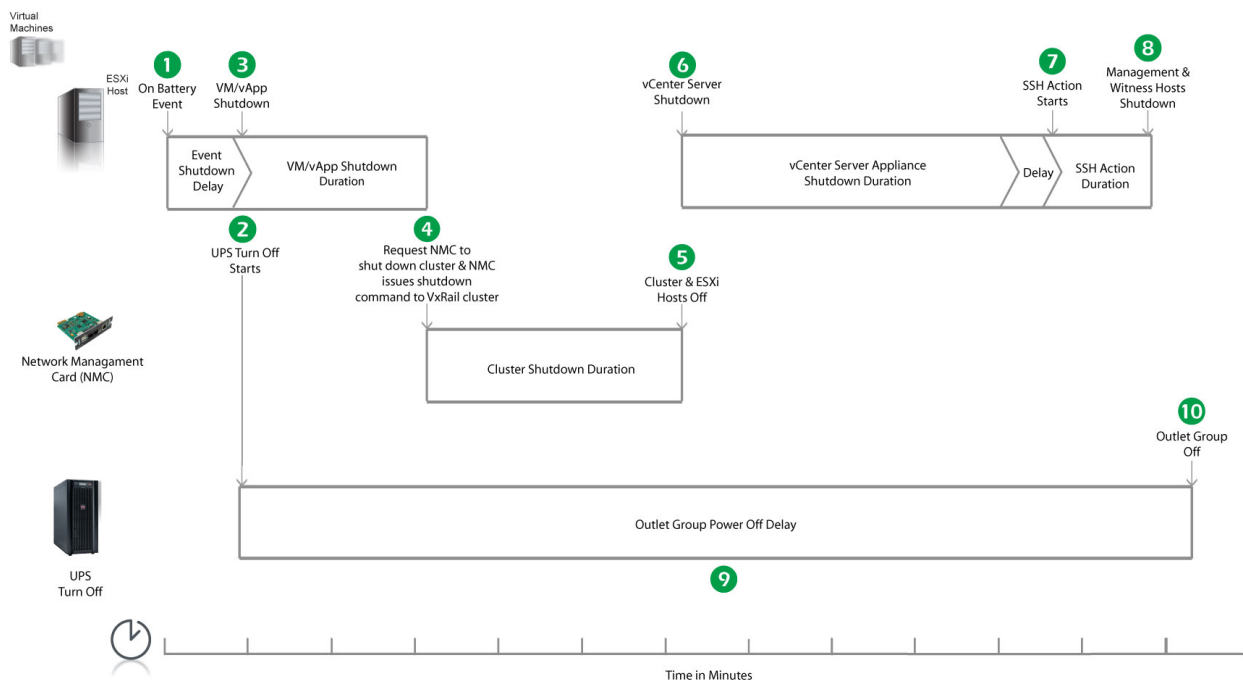 Virtual
Machines
ESXi
Host
1
On Battery
Event
3
VM/vApp
Shutdown
6
vCenter Server
Shutdown
7
SSH Action
Starts
8
Management &
Witness Hosts
Shutdown
Event
Shutdown
Delay
VM/vApp Shutdown
Duration
vCenter Server Appliance
Shutdown Duration
Delay
SSH Action
Duration
2
UPS Turn Off
Starts
4
Request NMC to
shut down cluster & NMC
issues shutdown
command to VxRail cluster
5
Cluster & ESXi
Hosts Off
Network Managament
Card (NMC)
Cluster Shutdown Duration
10
Outlet Group
Off
Outlet Group Power Off Delay
UPS
Turn Off
9
Time in Minutes